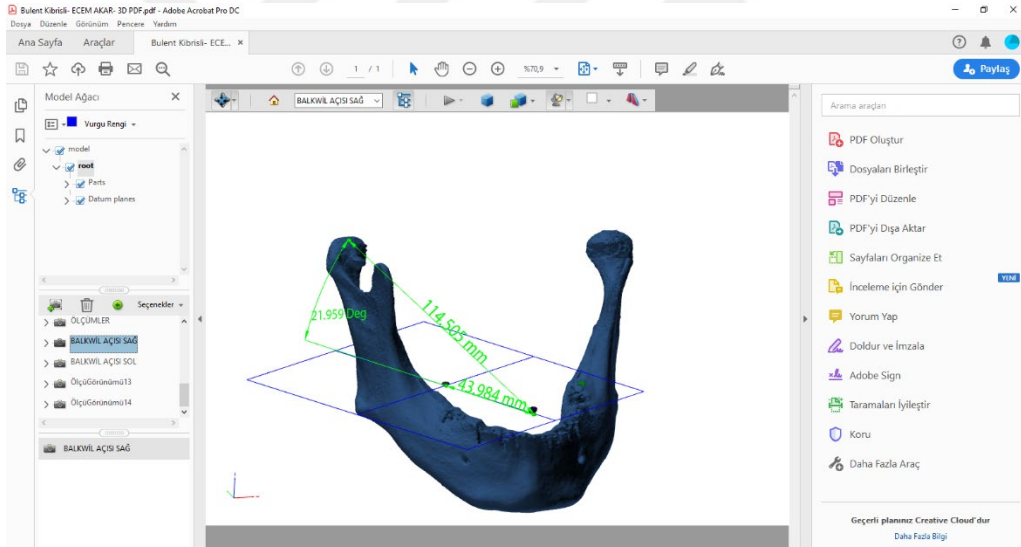 Bulent Kibrisli- ECEM AKAR- 3D PDF.pdf - Adobe Acrobat Pro DC
Dosya Düzenle Görünüm Pencere Yardım
Ana Sayfa Araçlar Bulent Kibrisli- ECE... ×
1 / 1 %70,9 Paylaş
Model Ağacı
Vurgu Rengi
model
root
Parts
Datum planes
Seçenekler
ÖLÇÜMLER
BALKWİL AÇISI SAĞ
BALKWİL AÇISI SOL
ÖlçüGörünümü13
ÖlçüGörünümü14
BALKWİL AÇISI SAĞ
BALKWİL AÇISI SAĞ
21.959 Deg
114.505 mm
43.984 mm
Arama araçları
PDF Oluştur
Dosyaları Birleştir
PDF'yi Düzenle
PDF'yi Dışa Aktar
Sayfaları Organize Et
İnceleme için Gönder
YENİ
Yorum Yap
Doldur ve İmzala
Adobe Sign
Taramaları İyileştir
Koru
Daha Fazla Araç
Geçerli planınız Creative Cloud'dur
Daha Fazla Bilgi